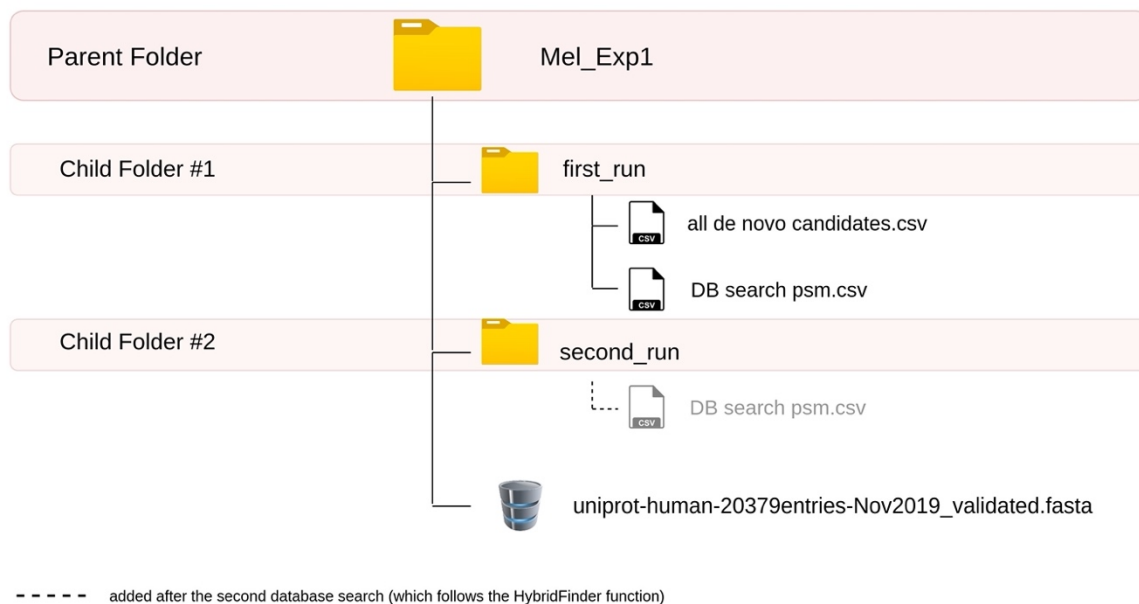 Parent Folder Mel_Exp1
Child Folder #1 first_run
CSV all de novo candidates.csv
CSV DB search psm.csv
Child Folder #2 second_run
CSV DB search psm.csv
uniprot-human-20379entries-Nov2019_validated.fasta
added after the second database search (which follows the HybridFinder function)